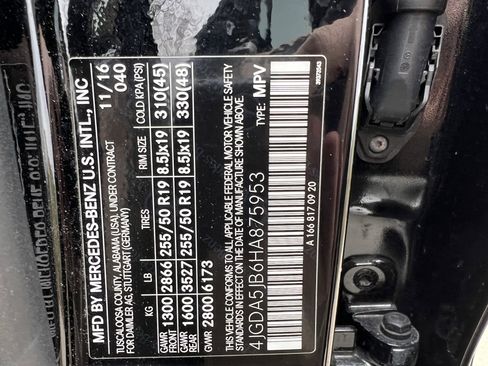 MFD BY MERCEDES-BENZ U.S. INTL., INC 11/16
TUSCALOOSA COUNTY, ALABAMA (USA) UNDER CONTRACT 040
FOR DAIMLER AG, STUTTGART (GERMANY)
KG LB TIRES RIM SIZE COLD KPA (PSI)
GAWR FRONT 1300 2866 255/50 R19 8.5Jx19 310(45)
GAWR REAR 1600 3527 255/50 R19 8.5Jx19 330(48)
GVWR 2800 6173
THIS VEHICLE CONFORMS TO ALL APPLICABLE FEDERAL MOTOR VEHICLE SAFETY
STANDARDS IN EFFECT ON THE DATE OF MANUFACTURE SHOWN ABOVE.
4JGDA5JB6HA875953 TYPE: MPV
A 166 817 09 20